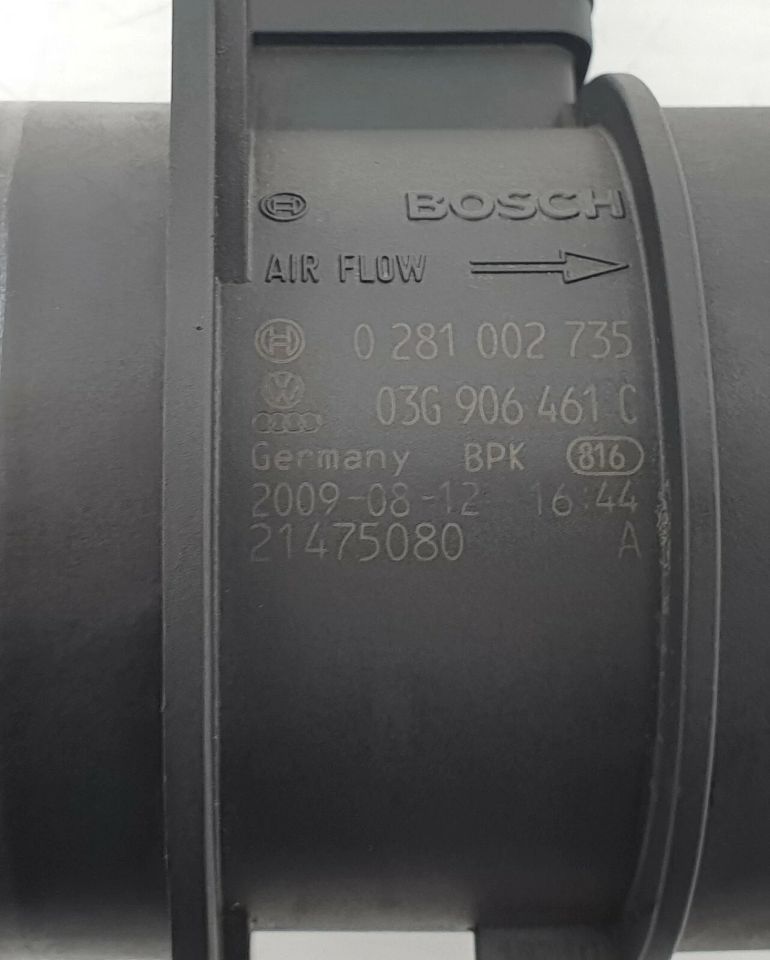 BOSCH
AIR FLOW
0 281 002 735
03G 906 461 C
Germany BPK 816
2009-08-12 16:44
21475080 A